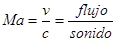 Ma = v/c = flujo/sonido